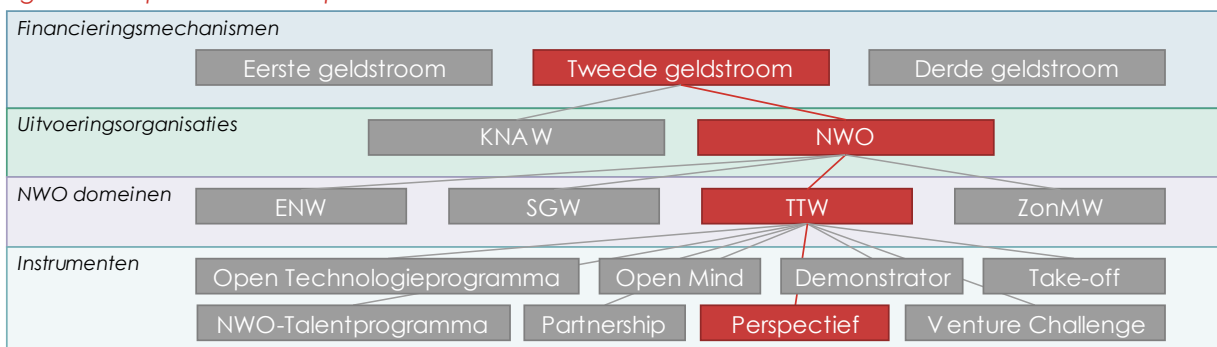 Financieringsmechanismen
Eerste geldstroom Tweede geldstroom Derde geldstroom
Uitvoeringsorganisaties
KNAW NWO
NWO domeinen
ENW SGW TTW ZonMW
Instrumenten
Open Technologieprogramma Open Mind Demonstrator Take-off
NWO-Talentprogramma Partnership Perspectief Venture Challenge